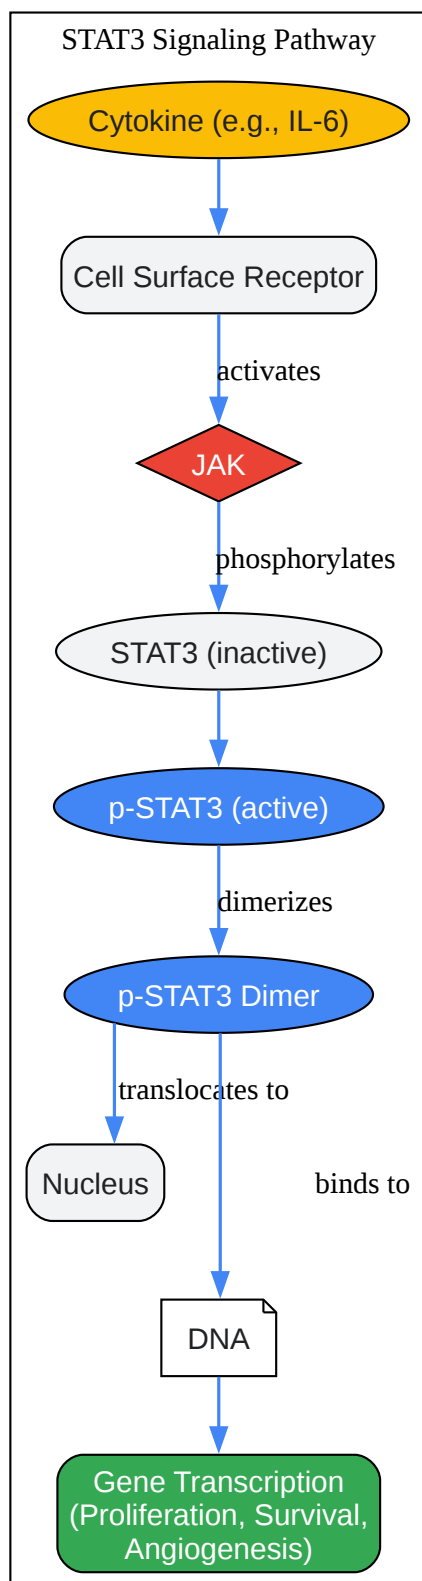 STAT3 Signaling Pathway
Cytokine (e.g., IL-6)
Cell Surface Receptor
activates
JAK
phosphorylates
STAT3 (inactive)
p-STAT3 (active)
dimerizes
p-STAT3 Dimer
translocates to
Nucleus
binds to
DNA
Gene Transcription
(Proliferation, Survival,
Angiogenesis)